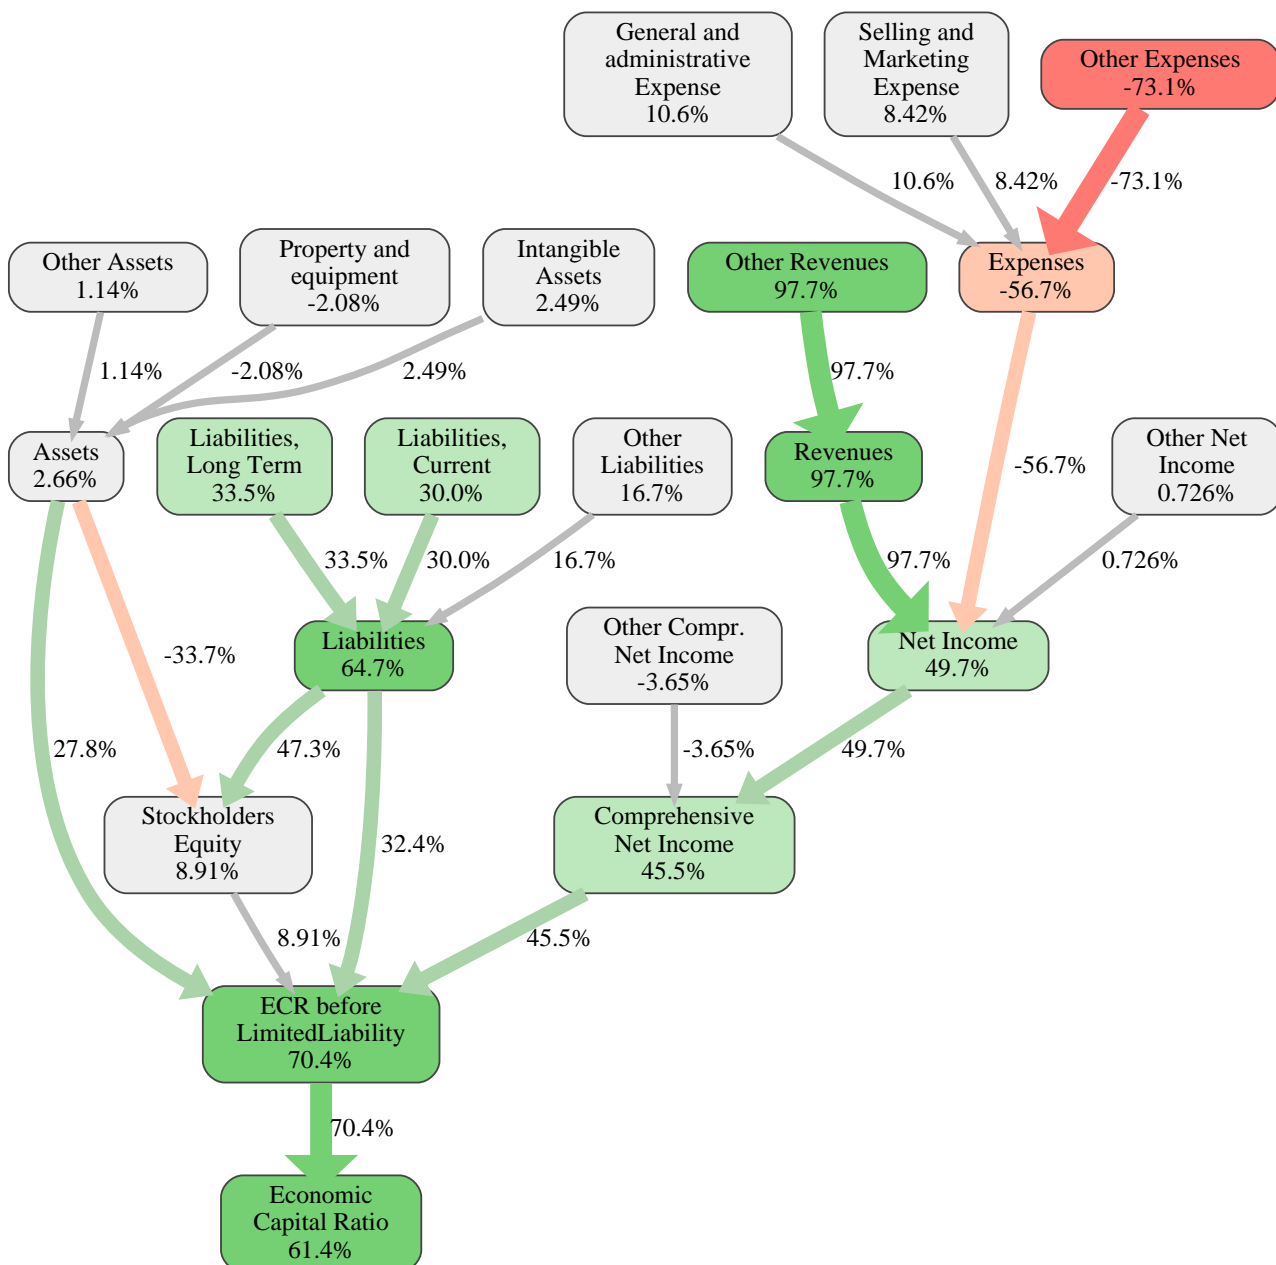 General and
administrative
Expense
10.6%
Selling and
Marketing
Expense
8.42%
Other Expenses
-73.1%
10.6%
8.42%
-73.1%
Other Assets
1.14%
Property and
equipment
-2.08%
Intangible
Assets
2.49%
Other Revenues
97.7%
Expenses
-56.7%
1.14%
-2.08%
2.49%
97.7%
Assets
2.66%
Liabilities,
Long Term
33.5%
Liabilities,
Current
30.0%
Other
Liabilities
16.7%
Revenues
97.7%
-56.7%
Other Net
Income
0.726%
33.5%
30.0%
16.7%
97.7%
0.726%
-33.7%
Liabilities
64.7%
Other Compr.
Net Income
-3.65%
Net Income
49.7%
27.8%
47.3%
-3.65%
49.7%
Stockholders
Equity
8.91%
32.4%
Comprehensive
Net Income
45.5%
8.91%
45.5%
ECR before
LimitedLiability
70.4%
70.4%
Economic
Capital Ratio
61.4%